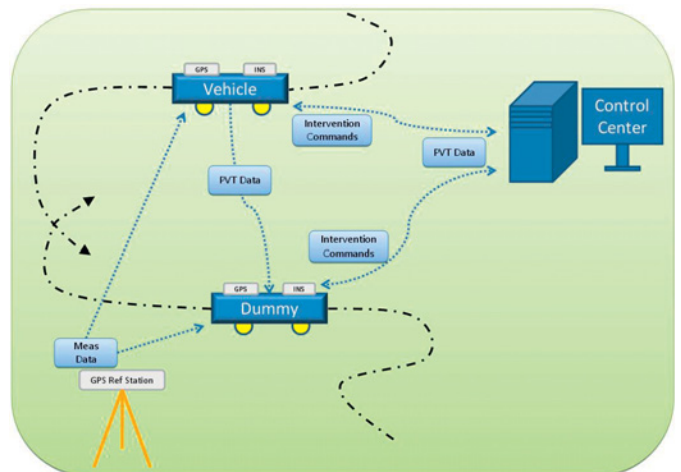 GPS
INS
Vehicle
Intervention
Commands
Control
Center
PVT Data
PVT Data
Intervention
Commands
GPS
INS
Dummy
Meas
Data
GPS Ref Station